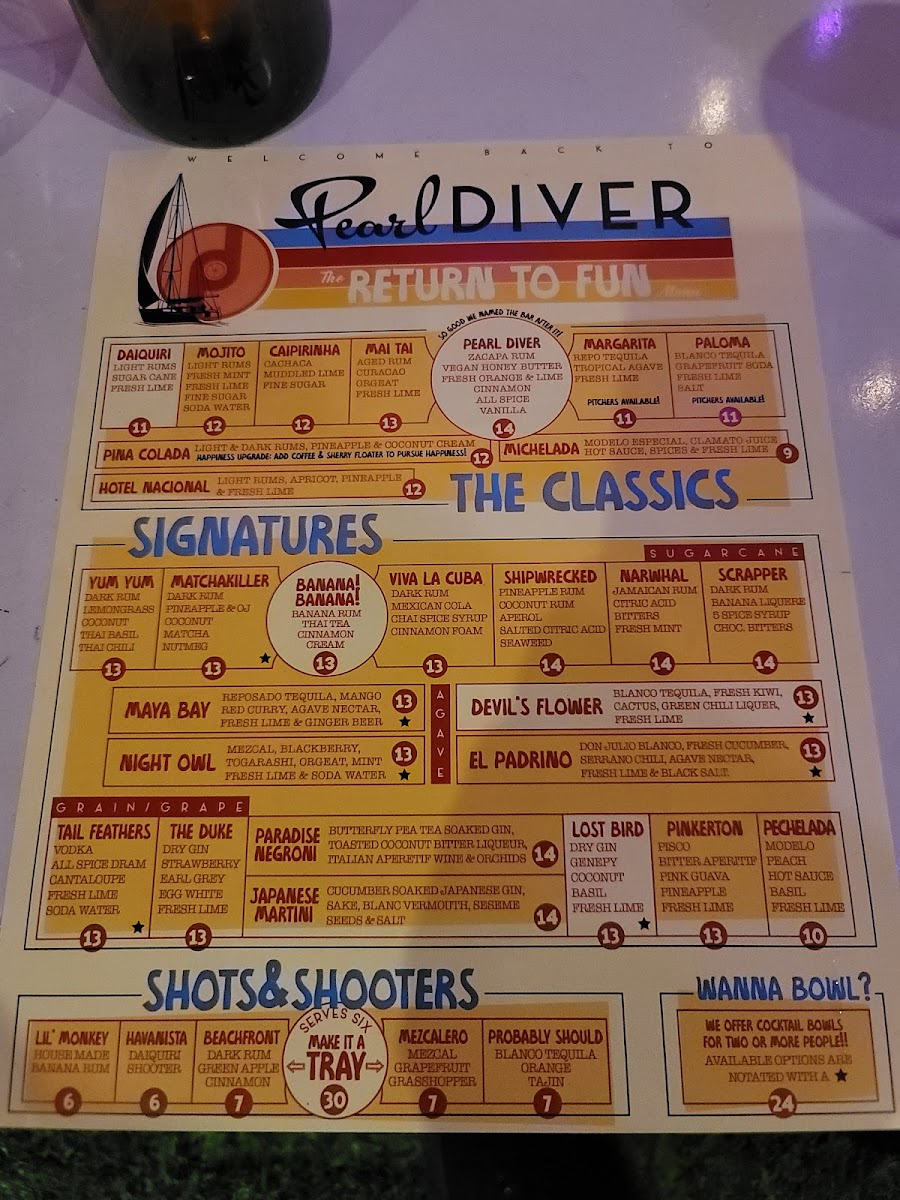 WELCOME BACK TO
Pearl DIVER
The RETURN TO FUN Menu
SO GOOD WE NAMED THE BAR AFTER IT!
DAIQUIRI
LIGHT RUMS
SUGAR CANE
FRESH LIME
11
MOJITO
LIGHT RUMS
FRESH MINT
FRESH LIME
FINE SUGAR
SODA WATER
12
CAIPIRINHA
CACHACA
MUDDLED LIME
FINE SUGAR
12
MAI TAI
AGED RUM
CURACAO
ORGEAT
FRESH LIME
13
PEARL DIVER
ZACAPA RUM
VEGAN HONEY BUTTER
FRESH ORANGE & LIME
CINNAMON
ALL SPICE
VANILLA
14
MARGARITA
REPO TEQUILA
TROPICAL AGAVE
FRESH LIME
PITCHERS AVAILABLE!
11
PALOMA
BLANCO TEQUILA
GRAPEFRUIT SODA
FRESH LIME
SALT
PITCHERS AVAILABLE!
11
PINA COLADA LIGHT & DARK RUMS, PINEAPPLE & COCONUT CREAM
HAPPINESS UPGRADE: ADD COFFEE & SHERRY FLOATER TO PURSUE HAPPINESS!
12
MICHELADA MODELO ESPECIAL, CLAMATO JUICE
HOT SAUCE, SPICES & FRESH LIME
9
HOTEL NACIONAL LIGHT RUMS, APRICOT, PINEAPPLE
& FRESH LIME
12
THE CLASSICS
SIGNATURES
SUGARCANE
YUM YUM
DARK RUM
LEMONGRASS
COCONUT
THAI BASIL
THAI CHILI
13
MATCHAKILLER
DARK RUM
PINEAPPLE & OJ
COCONUT
MATCHA
NUTMEG
13 ★
BANANA!
BANANA!
BANANA RUM
THAI TEA
CINNAMON
CREAM
13
VIVA LA CUBA
DARK RUM
MEXICAN COLA
CHAI SPICE SYRUP
CINNAMON FOAM
13
SHIPWRECKED
PINEAPPLE RUM
COCONUT RUM
APEROL
SALTED CITRIC ACID
SEAWEED
14
NARWHAL
JAMAICAN RUM
CITRIC ACID
BITTERS
FRESH MINT
14
SCRAPPER
DARK RUM
BANANA LIQUERE
5 SPICE SYRUP
CHOC. BITTERS
14
MAYA BAY
REPOSADO TEQUILA, MANGO
RED CURRY, AGAVE NECTAR,
FRESH LIME & GINGER BEER
13 ★
NIGHT OWL
MEZCAL, BLACKBERRY,
TOGARASHI, ORGEAT, MINT
FRESH LIME & SODA WATER
13 ★
AGAVE
DEVIL'S FLOWER
BLANCO TEQUILA, FRESH KIWI,
CACTUS, GREEN CHILI LIQUER,
FRESH LIME
13 ★
EL PADRINO
DON JULIO BLANCO, FRESH CUCUMBER,
SERRANO CHILI, AGAVE NECTAR,
FRESH LIME & BLACK SALT.
13 ★
GRAIN/GRAPE
TAIL FEATHERS
VODKA
ALL SPICE DRAM
CANTALOUPE
FRESH LIME
SODA WATER
13 ★
THE DUKE
DRY GIN
STRAWBERRY
EARL GREY
EGG WHITE
FRESH LIME
13
PARADISE
NEGRONI
BUTTERFLY PEA TEA SOAKED GIN,
TOASTED COCONUT BITTER LIQUEUR,
ITALIAN APERETIF WINE & ORCHIDS
14
JAPANESE
MARTINI
CUCUMBER SOAKED JAPANESE GIN,
SAKE, BLANC VERMOUTH, SESEME
SEEDS & SALT
14
LOST BIRD
DRY GIN
GENEPY
COCONUT
BASIL
FRESH LIME
13 ★
PINKERTON
PISCO
BITTER APERITIF
PINK GUAVA
PINEAPPLE
FRESH LIME
13
PECHELADA
MODELO
PEACH
HOT SAUCE
BASIL
FRESH LIME
10
SHOTS&SHOOTERS
LIL' MONKEY
HOUSE MADE
BANANA RUM
6
HAVANISTA
DAIQUIRI
SHOOTER
6
BEACHFRONT
DARK RUM
GREEN APPLE
CINNAMON
7
SERVES SIX
MAKE IT A
TRAY
30
MEZCALERO
MEZCAL
GRAPEFRUIT
GRASSHOPPER
7
PROBABLY SHOULD
BLANCO TEQUILA
ORANGE
TAJIN
7
WANNA BOWL?
WE OFFER COCKTAIL BOWLS
FOR TWO OR MORE PEOPLE!!
AVAILABLE OPTIONS ARE
NOTATED WITH A ★
24